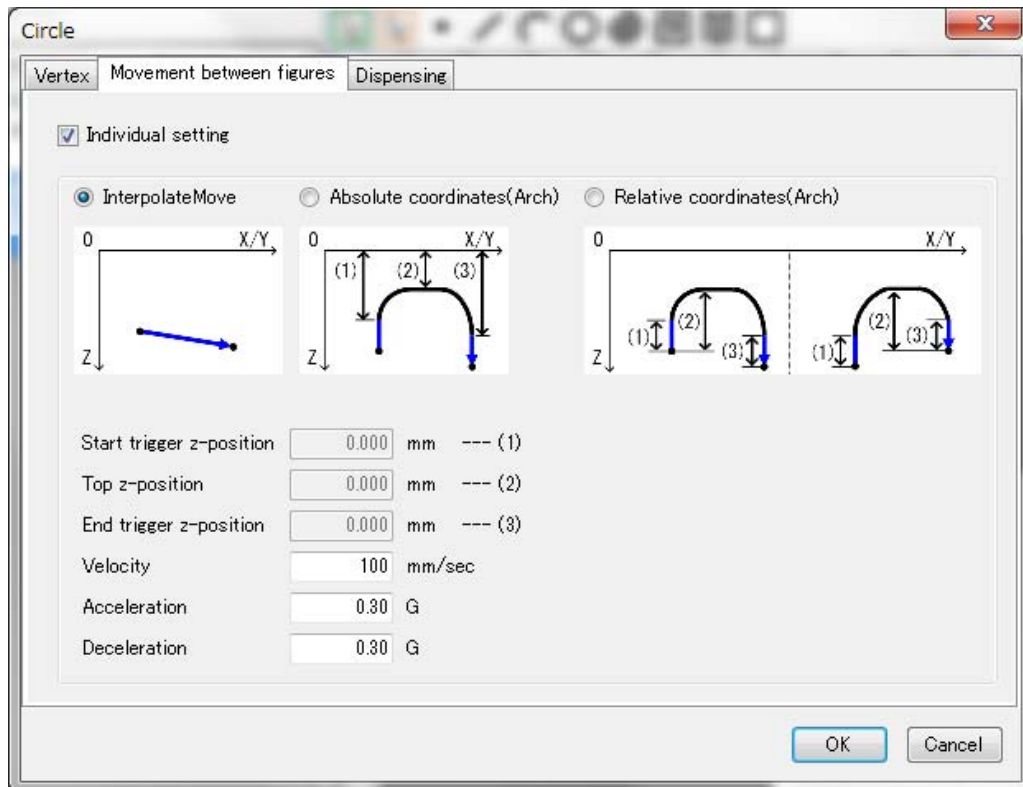 Circle
Vertex Movement between figures Dispensing
Individual setting
InterpolateMove Absolute coordinates(Arch) Relative coordinates(Arch)
0 X/Y 0 X/Y 0 X/Y
(1) (2) (3)
(1) (2) (3) (1) (2) (3)
Z Z Z
Start trigger z-position 0.000 mm --- (1)
Top z-position 0.000 mm --- (2)
End trigger z-position 0.000 mm --- (3)
Velocity 100 mm/sec
Acceleration 0.30 G
Deceleration 0.30 G
OK Cancel